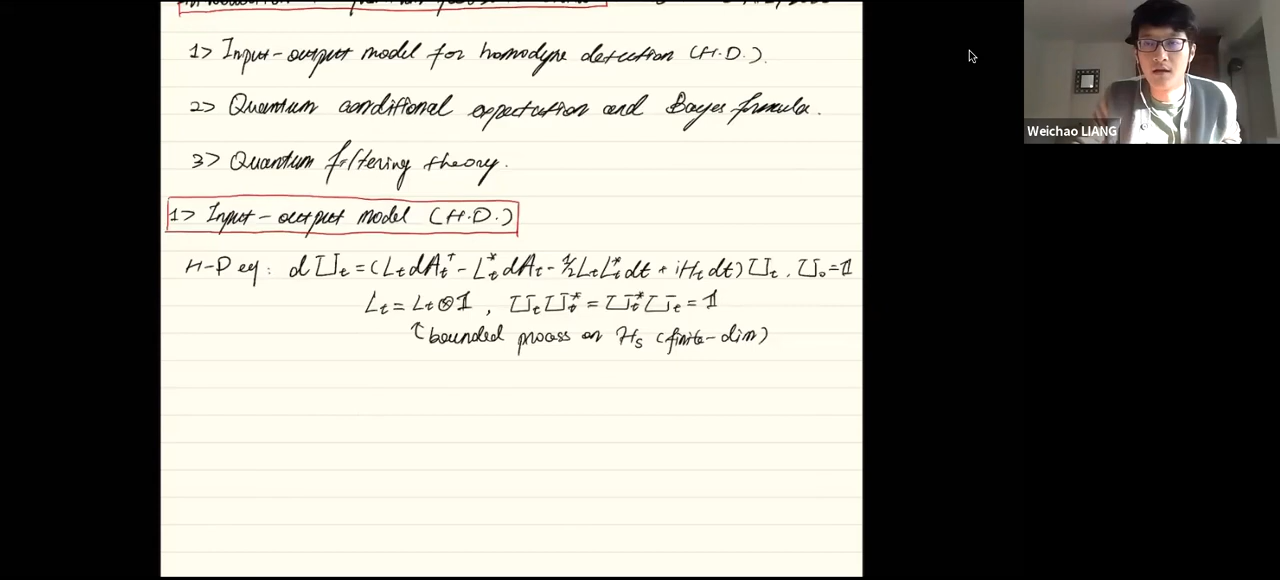 1> Input-output model for homodyne detection (H.D.).
2> Quantum conditional expectation and Bayes formula.
3> Quantum filtering theory.
1> Input-output model (H.D.)
H-P eq: dU_t = (L_t dA_t^† - L_t^* dA_t - 1/2 L_t L_t^* dt + iH_t dt) U_t, U_0 = 𝟙
L_t = L_t ⊗ 𝟙, U_t U_t^* = U_t^* U_t = 𝟙
↑ bounded process on H_S (finite-dim)
Weichao LIANG